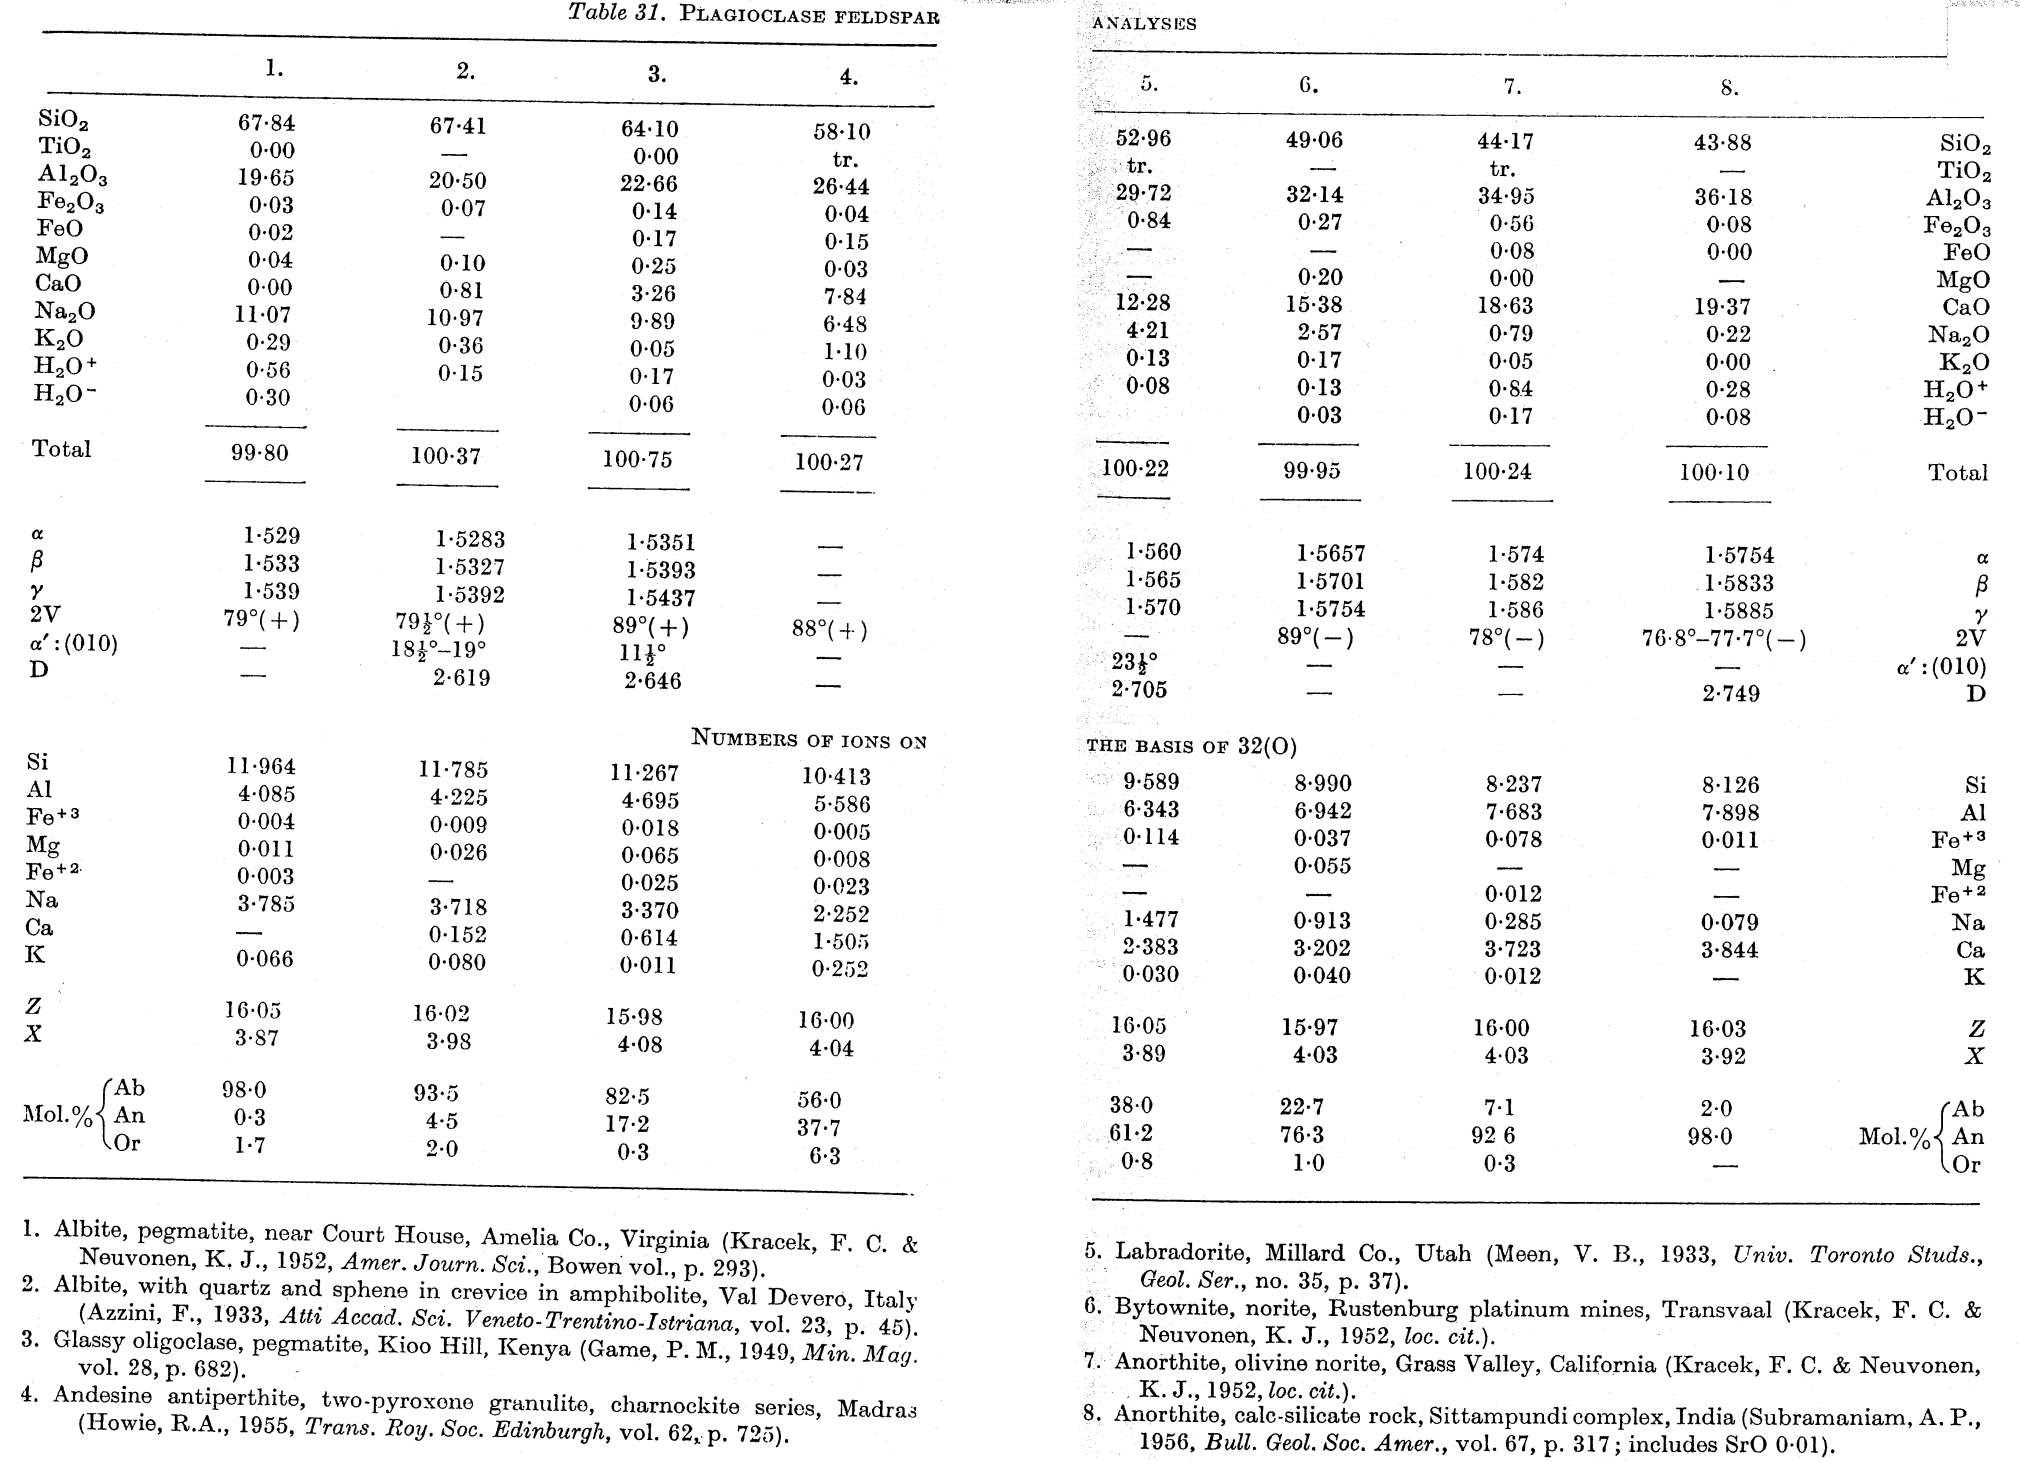 Table 31. PLAGIOCLASE FELDSPAR
1. 2. 3. 4.
SiO₂ 67·84 67·41 64·10 58·10
TiO₂ 0·00 — 0·00 tr.
Al₂O₃ 19·65 20·50 22·66 26·44
Fe₂O₃ 0·03 0·07 0·14 0·04
FeO 0·02 — 0·17 0·15
MgO 0·04 0·10 0·25 0·03
CaO 0·00 0·81 3·26 7·84
Na₂O 11·07 10·97 9·89 6·48
K₂O 0·29 0·36 0·05 1·10
H₂O⁺ 0·56 0·15 0·17 0·03
H₂O⁻ 0·30 0·06 0·06
Total 99·80 100·37 100·75 100·27
α 1·529 1·5283 1·5351 —
β 1·533 1·5327 1·5393 —
γ 1·539 1·5392 1·5437 —
2V 79°(+) 79½°(+) 89°(+) 88°(+)
α′:(010) — 18½°–19° 11½° —
D — 2·619 2·646 —
NUMBERS OF IONS ON
Si 11·964 11·785 11·267 10·413
Al 4·085 4·225 4·695 5·586
Fe⁺³ 0·004 0·009 0·018 0·005
Mg 0·011 0·026 0·065 0·008
Fe⁺² 0·003 — 0·025 0·023
Na 3·785 3·718 3·370 2·252
Ca — 0·152 0·614 1·505
K 0·066 0·080 0·011 0·252
Z 16·05 16·02 15·98 16·00
X 3·87 3·98 4·08 4·04
Ab 98·0 93·5 82·5 56·0
Mol.% An 0·3 4·5 17·2 37·7
Or 1·7 2·0 0·3 6·3
1. Albite, pegmatite, near Court House, Amelia Co., Virginia (Kracek, F. C. &
Neuvonen, K. J., 1952, Amer. Journ. Sci., Bowen vol., p. 293).
2. Albite, with quartz and sphene in crevice in amphibolite, Val Devero, Italy
(Azzini, F., 1933, Atti Accad. Sci. Veneto-Trentino-Istriana, vol. 23, p. 45).
3. Glassy oligoclase, pegmatite, Kioo Hill, Kenya (Game, P. M., 1949, Min. Mag.
vol. 28, p. 682).
4. Andesine antiperthite, two-pyroxene granulite, charnockite series, Madras
(Howie, R.A., 1955, Trans. Roy. Soc. Edinburgh, vol. 62, p. 725).
ANALYSES
5. 6. 7. 8.
52·96 49·06 44·17 43·88 SiO₂
tr. — tr. — TiO₂
29·72 32·14 34·95 36·18 Al₂O₃
0·84 0·27 0·56 0·08 Fe₂O₃
— — 0·08 0·00 FeO
— 0·20 0·00 — MgO
12·28 15·38 18·63 19·37 CaO
4·21 2·57 0·79 0·22 Na₂O
0·13 0·17 0·05 0·00 K₂O
0·08 0·13 0·84 0·28 H₂O⁺
0·03 0·17 0·08 H₂O⁻
100·22 99·95 100·24 100·10 Total
1·560 1·5657 1·574 1·5754 α
1·565 1·5701 1·582 1·5833 β
1·570 1·5754 1·586 1·5885 γ
— 89°(−) 78°(−) 76·8°–77·7°(−) 2V
23½° — — — α′:(010)
2·705 — — 2·749 D
THE BASIS OF 32(O)
9·589 8·990 8·237 8·126 Si
6·343 6·942 7·683 7·898 Al
0·114 0·037 0·078 0·011 Fe⁺³
— 0·055 — — Mg
— — 0·012 — Fe⁺²
1·477 0·913 0·285 0·079 Na
2·383 3·202 3·723 3·844 Ca
0·030 0·040 0·012 — K
16·05 15·97 16·00 16·03 Z
3·89 4·03 4·03 3·92 X
38·0 22·7 7·1 2·0 Ab
61·2 76·3 92 6 98·0 Mol.% An
0·8 1·0 0·3 — Or
5. Labradorite, Millard Co., Utah (Meen, V. B., 1933, Univ. Toronto Studs.,
Geol. Ser., no. 35, p. 37).
6. Bytownite, norite, Rustenburg platinum mines, Transvaal (Kracek, F. C. &
Neuvonen, K. J., 1952, loc. cit.).
7. Anorthite, olivine norite, Grass Valley, California (Kracek, F. C. & Neuvonen,
K. J., 1952, loc. cit.).
8. Anorthite, calc-silicate rock, Sittampundi complex, India (Subramaniam, A. P.,
1956, Bull. Geol. Soc. Amer., vol. 67, p. 317; includes SrO 0·01).